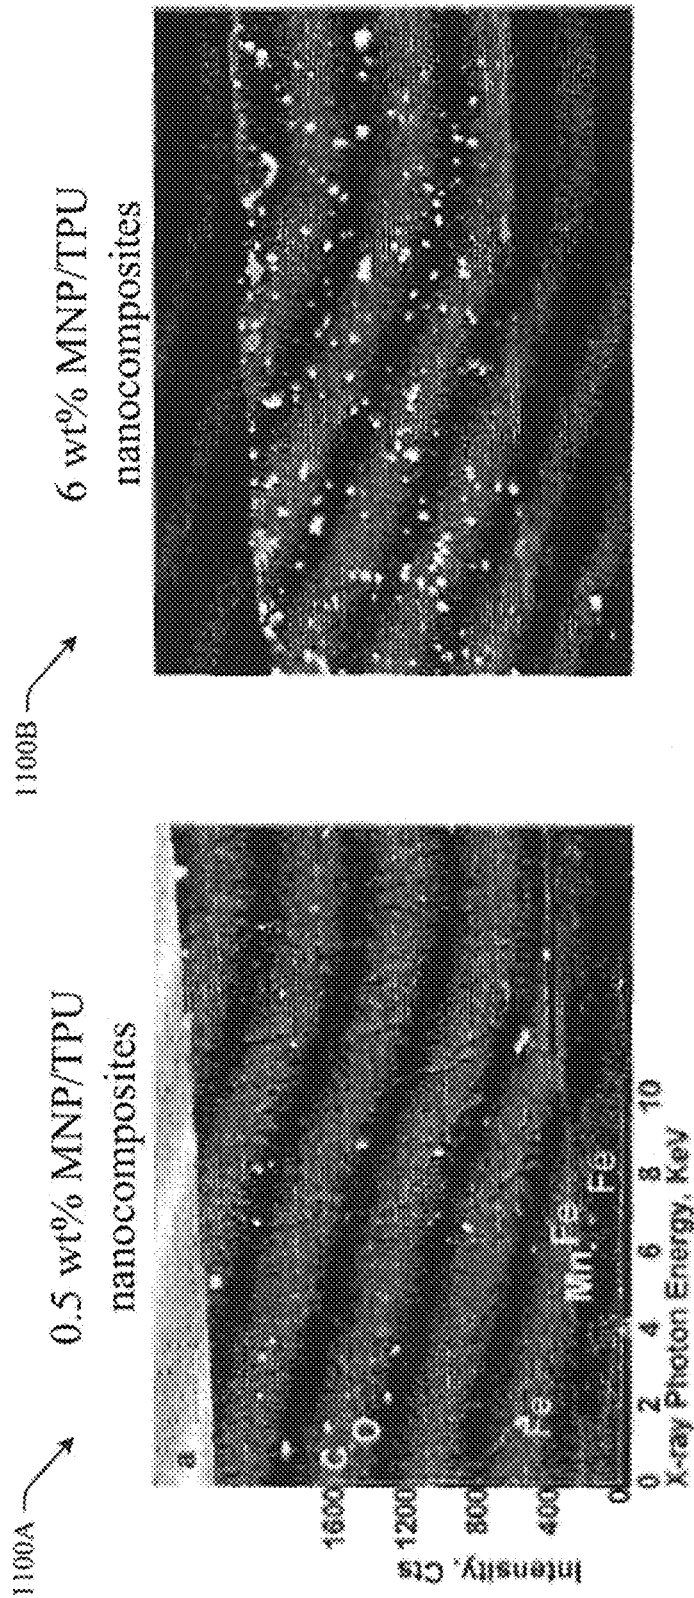 1100A
0.5 wt% MNP/TPU
nanocomposites
a
C
O
Fe
Mn, Fe
Fe
1600
1200
800
400
0
Intensity, Cts
0 2 4 6 8 10
X-ray Photon Energy, KeV
1100B
6 wt% MNP/TPU
nanocomposites